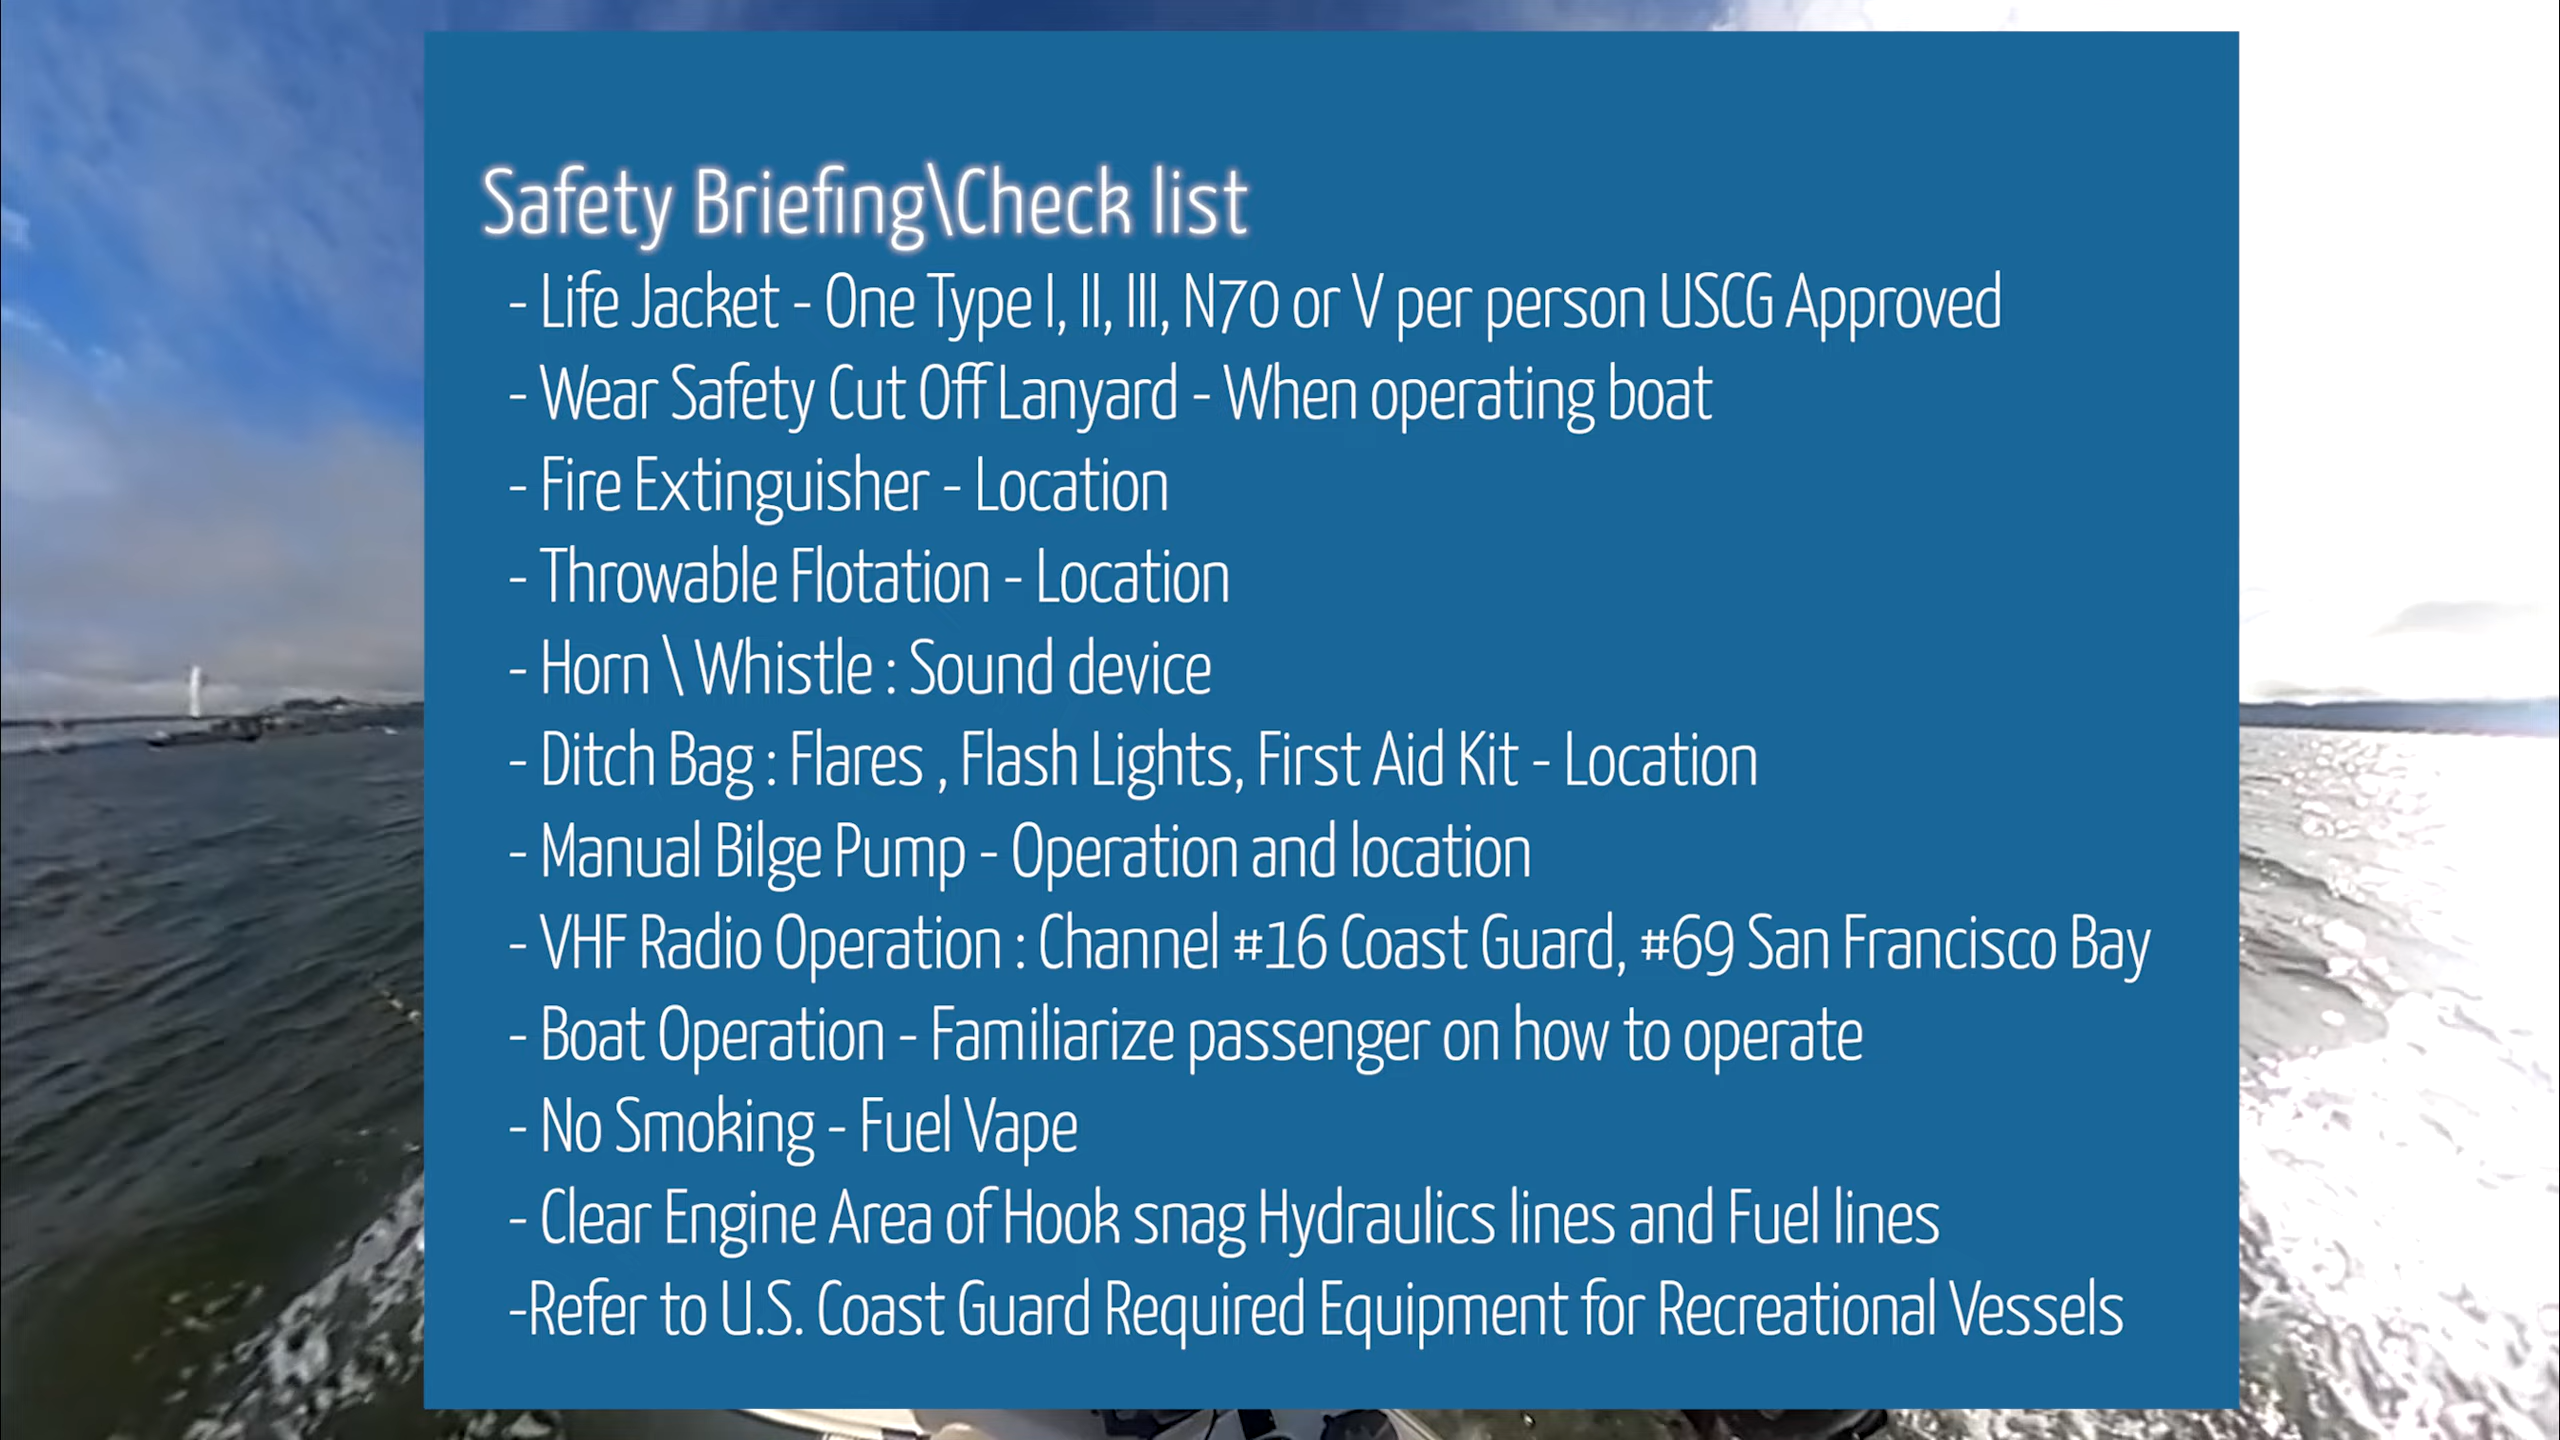 Safety Briefing\Check list
- Life Jacket - One Type I, II, III, N70 or V per person USCG Approved
- Wear Safety Cut Off Lanyard - When operating boat
- Fire Extinguisher - Location
- Throwable Flotation - Location
- Horn \ Whistle : Sound device
- Ditch Bag : Flares , Flash Lights, First Aid Kit - Location
- Manual Bilge Pump - Operation and location
- VHF Radio Operation : Channel #16 Coast Guard, #69 San Francisco Bay
- Boat Operation - Familiarize passenger on how to operate
- No Smoking - Fuel Vape
- Clear Engine Area of Hook snag Hydraulics lines and Fuel lines
-Refer to U.S. Coast Guard Required Equipment for Recreational Vessels